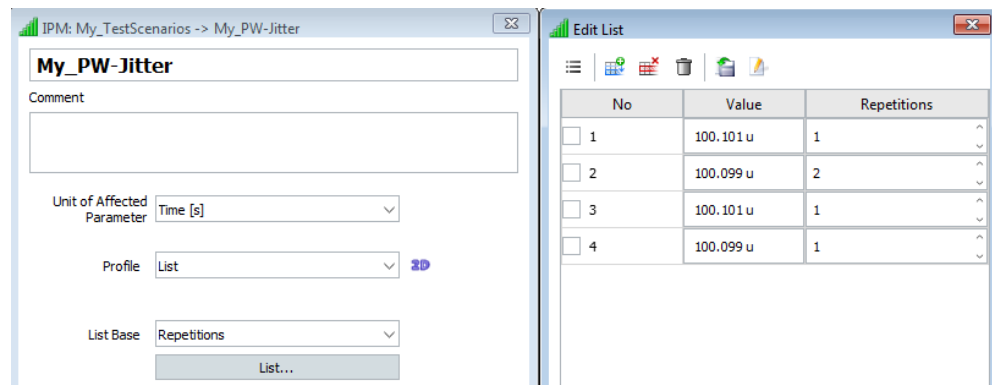 IPM: My_TestScenarios -> My_PW-Jitter
My_PW-Jitter
Comment
Unit of Affected
Parameter
Time [s]
Profile
List
2D
List Base
Repetitions
List...
Edit List
No Value Repetitions
1 100.101 u 1
2 100.099 u 2
3 100.101 u 1
4 100.099 u 1